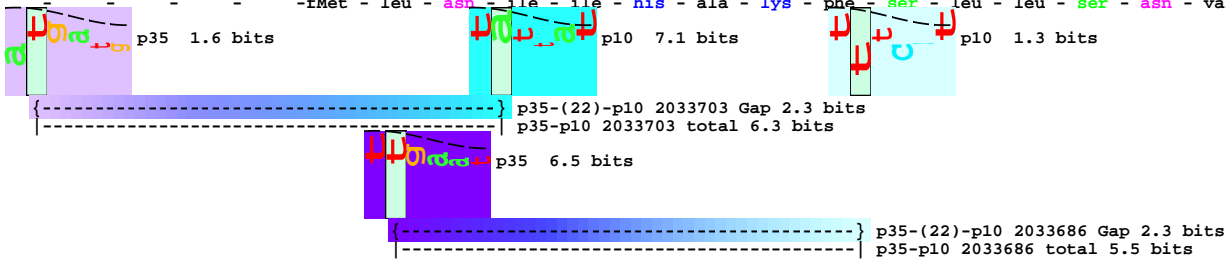 - - - - -fMet - leu - asn - ile - ile - his - ala - lys - phe - ser - leu - leu - ser - asn - va
a t g a t g p35 1.6 bits
t a t t a t p10 7.1 bits
t t t c t p10 1.3 bits
{---------------------------------------} p35-(22)-p10 2033703 Gap 2.3 bits
|---------------------------------------| p35-p10 2033703 total 6.3 bits
t t g a a t p35 6.5 bits
{---------------------------------------} p35-(22)-p10 2033686 Gap 2.3 bits
|---------------------------------------| p35-p10 2033686 total 5.5 bits